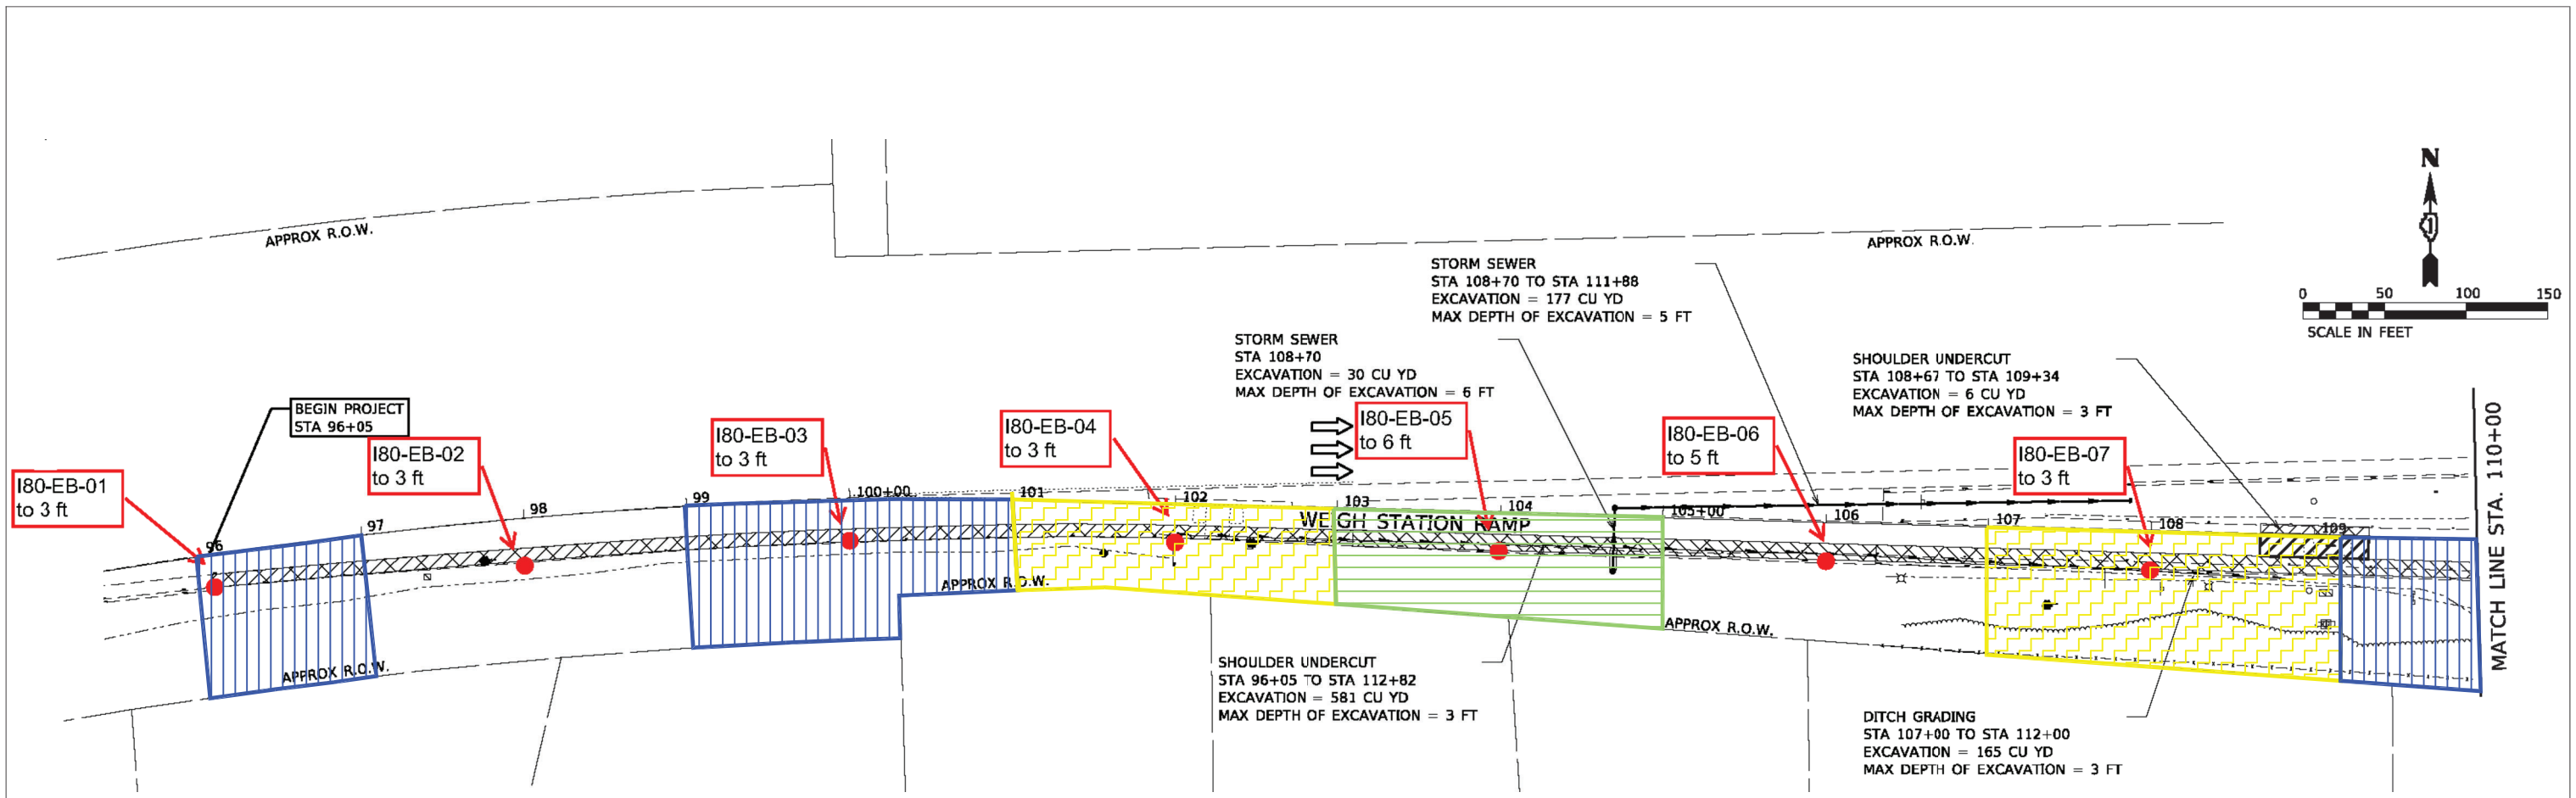 N
APPROX R.O.W.
APPROX R.O.W.
0 50 100 150
SCALE IN FEET
STORM SEWER
STA 108+70 TO STA 111+88
EXCAVATION = 177 CU YD
MAX DEPTH OF EXCAVATION = 5 FT
STORM SEWER
STA 108+70
EXCAVATION = 30 CU YD
MAX DEPTH OF EXCAVATION = 6 FT
SHOULDER UNDERCUT
STA 108+67 TO STA 109+34
EXCAVATION = 6 CU YD
MAX DEPTH OF EXCAVATION = 3 FT
BEGIN PROJECT
STA 96+05
I80-EB-01
to 3 ft
I80-EB-02
to 3 ft
I80-EB-03
to 3 ft
I80-EB-04
to 3 ft
I80-EB-05
to 6 ft
I80-EB-06
to 5 ft
I80-EB-07
to 3 ft
96 97 98 99 100+00 101 102 103 104 105+00 106 107 108 109
WEIGH STATION RAMP
MATCH LINE STA. 110+00
APPROX R.O.W.
APPROX R.O.W.
APPROX R.O.W.
SHOULDER UNDERCUT
STA 96+05 TO STA 112+82
EXCAVATION = 581 CU YD
MAX DEPTH OF EXCAVATION = 3 FT
DITCH GRADING
STA 107+00 TO STA 112+00
EXCAVATION = 165 CU YD
MAX DEPTH OF EXCAVATION = 3 FT